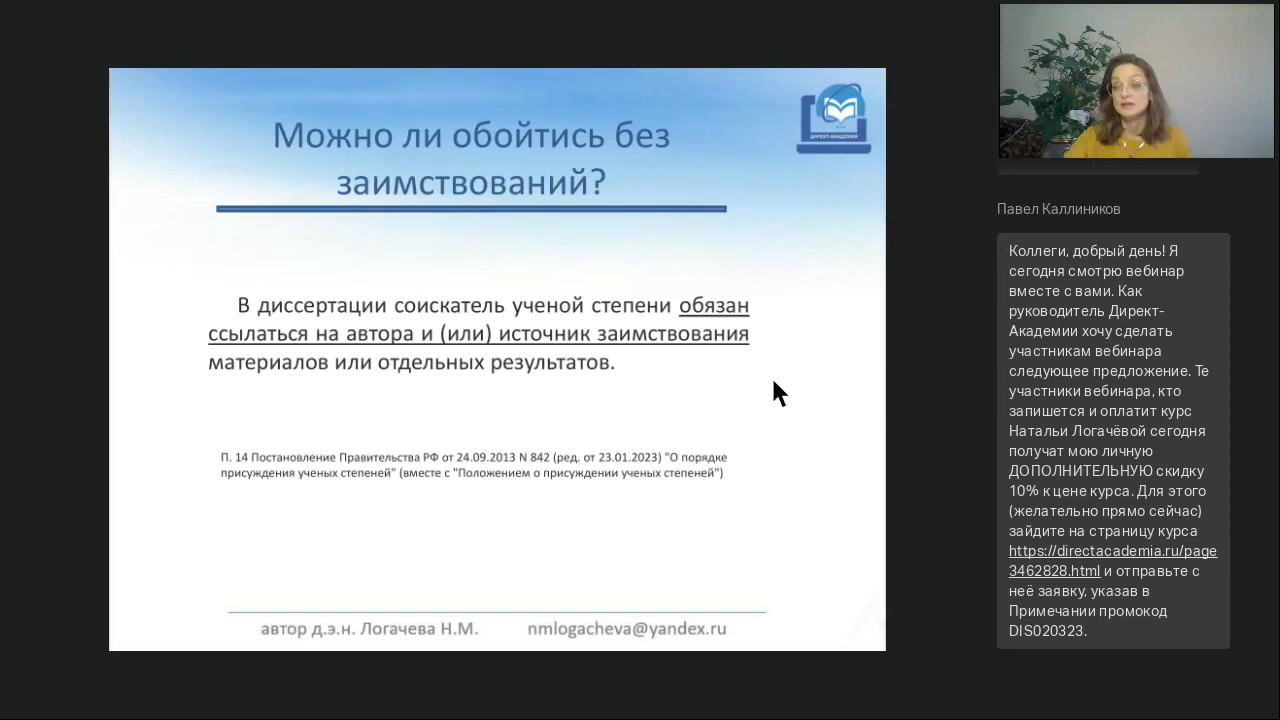 Можно ли обойтись без
заимствований?
ДИРЕКТ-АКАДЕМИЯ
В диссертации соискатель ученой степени обязан
ссылаться на автора и (или) источник заимствования
материалов или отдельных результатов.
П. 14 Постановление Правительства РФ от 24.09.2013 N 842 (ред. от 23.01.2023) "О порядке
присуждения ученых степеней" (вместе с "Положением о присуждении ученых степеней")
автор д.э.н. Логачева Н.М. nmlogacheva@yandex.ru
Павел Каллиников
Коллеги, добрый день! Я
сегодня смотрю вебинар
вместе с вами. Как
руководитель Директ-
Академии хочу сделать
участникам вебинара
следующее предложение. Те
участники вебинара, кто
запишется и оплатит курс
Натальи Логачёвой сегодня
получат мою личную
ДОПОЛНИТЕЛЬНУЮ скидку
10% к цене курса. Для этого
(желательно прямо сейчас)
зайдите на страницу курса
https://directacademia.ru/page
3462828.html и отправьте с
неё заявку, указав в
Примечании промокод
DIS020323.